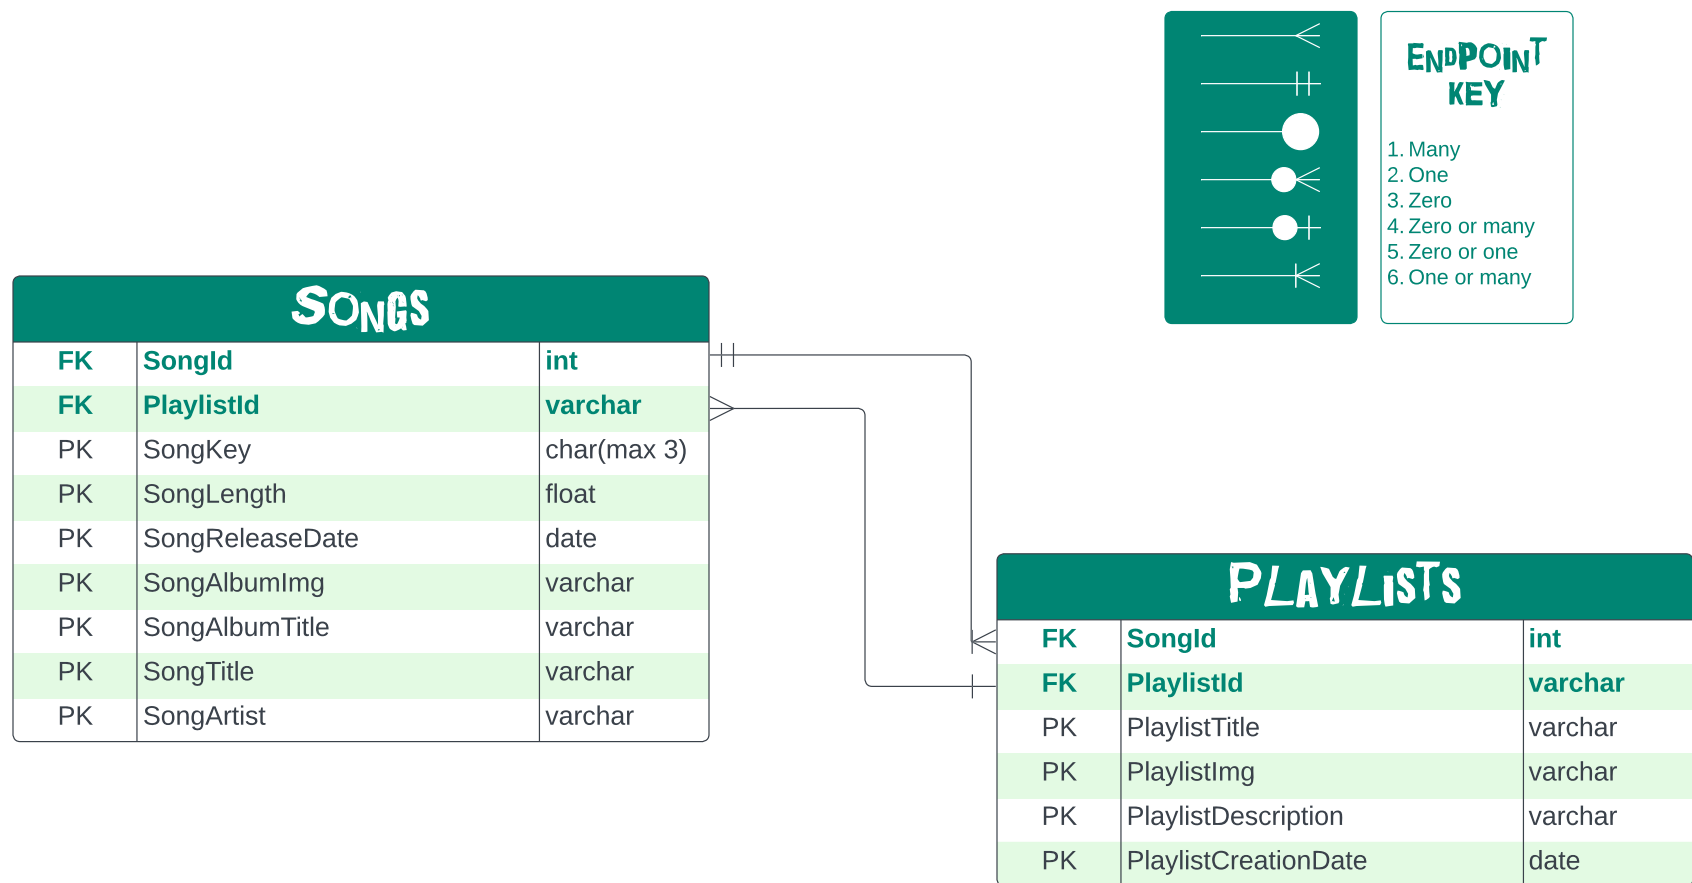 ENDPOINT
KEY
1. Many
2. One
3. Zero
4. Zero or many
5. Zero or one
6. One or many
SONGS
FK SongId int
FK PlaylistId varchar
PK SongKey char(max 3)
PK SongLength float
PK SongReleaseDate date
PK SongAlbumImg varchar
PK SongAlbumTitle varchar
PK SongTitle varchar
PK SongArtist varchar
PLAYLISTS
FK SongId int
FK PlaylistId varchar
PK PlaylistTitle varchar
PK PlaylistImg varchar
PK PlaylistDescription varchar
PK PlaylistCreationDate date